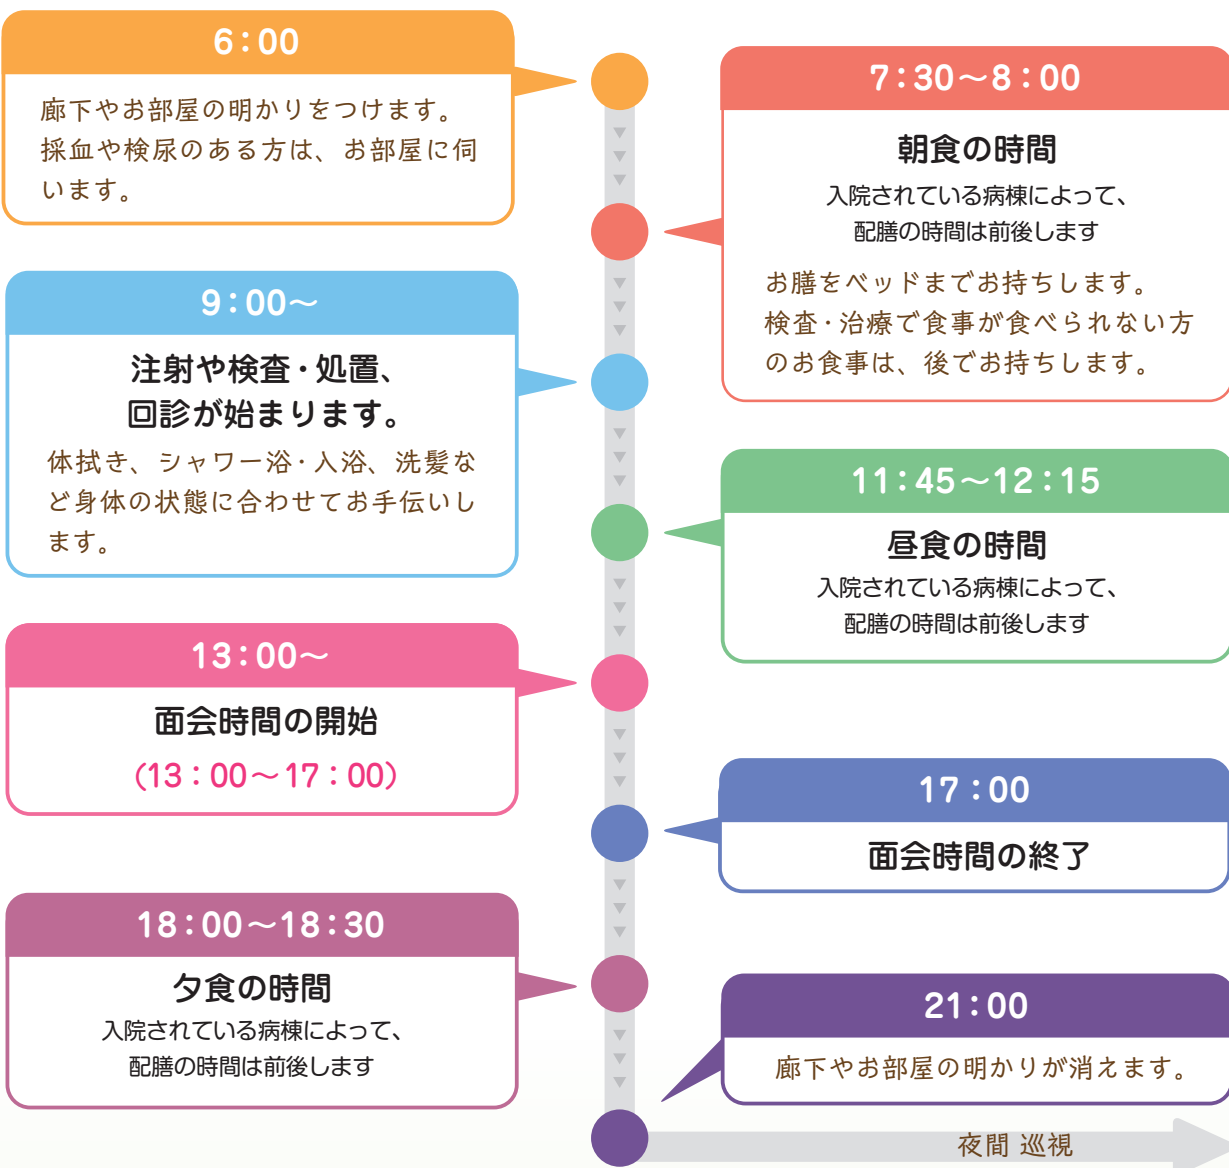 6:00
廊下やお部屋の明かりをつけます。
採血や検尿のある方は、お部屋に伺
います。
7:30～8:00
朝食の時間
入院されている病棟によって、
配膳の時間は前後します
お膳をベッドまでお持ちします。
検査・治療で食事が食べられない方
のお食事は、後でお持ちします。
9:00～
注射や検査・処置、
回診が始まります。
体拭き、シャワー浴・入浴、洗髪な
ど身体の状態に合わせてお手伝いし
ます。
11:45～12:15
昼食の時間
入院されている病棟によって、
配膳の時間は前後します
13:00～
面会時間の開始
(13:00～17:00)
17:00
面会時間の終了
18:00～18:30
夕食の時間
入院されている病棟によって、
配膳の時間は前後します
21:00
廊下やお部屋の明かりが消えます。
夜間 巡視